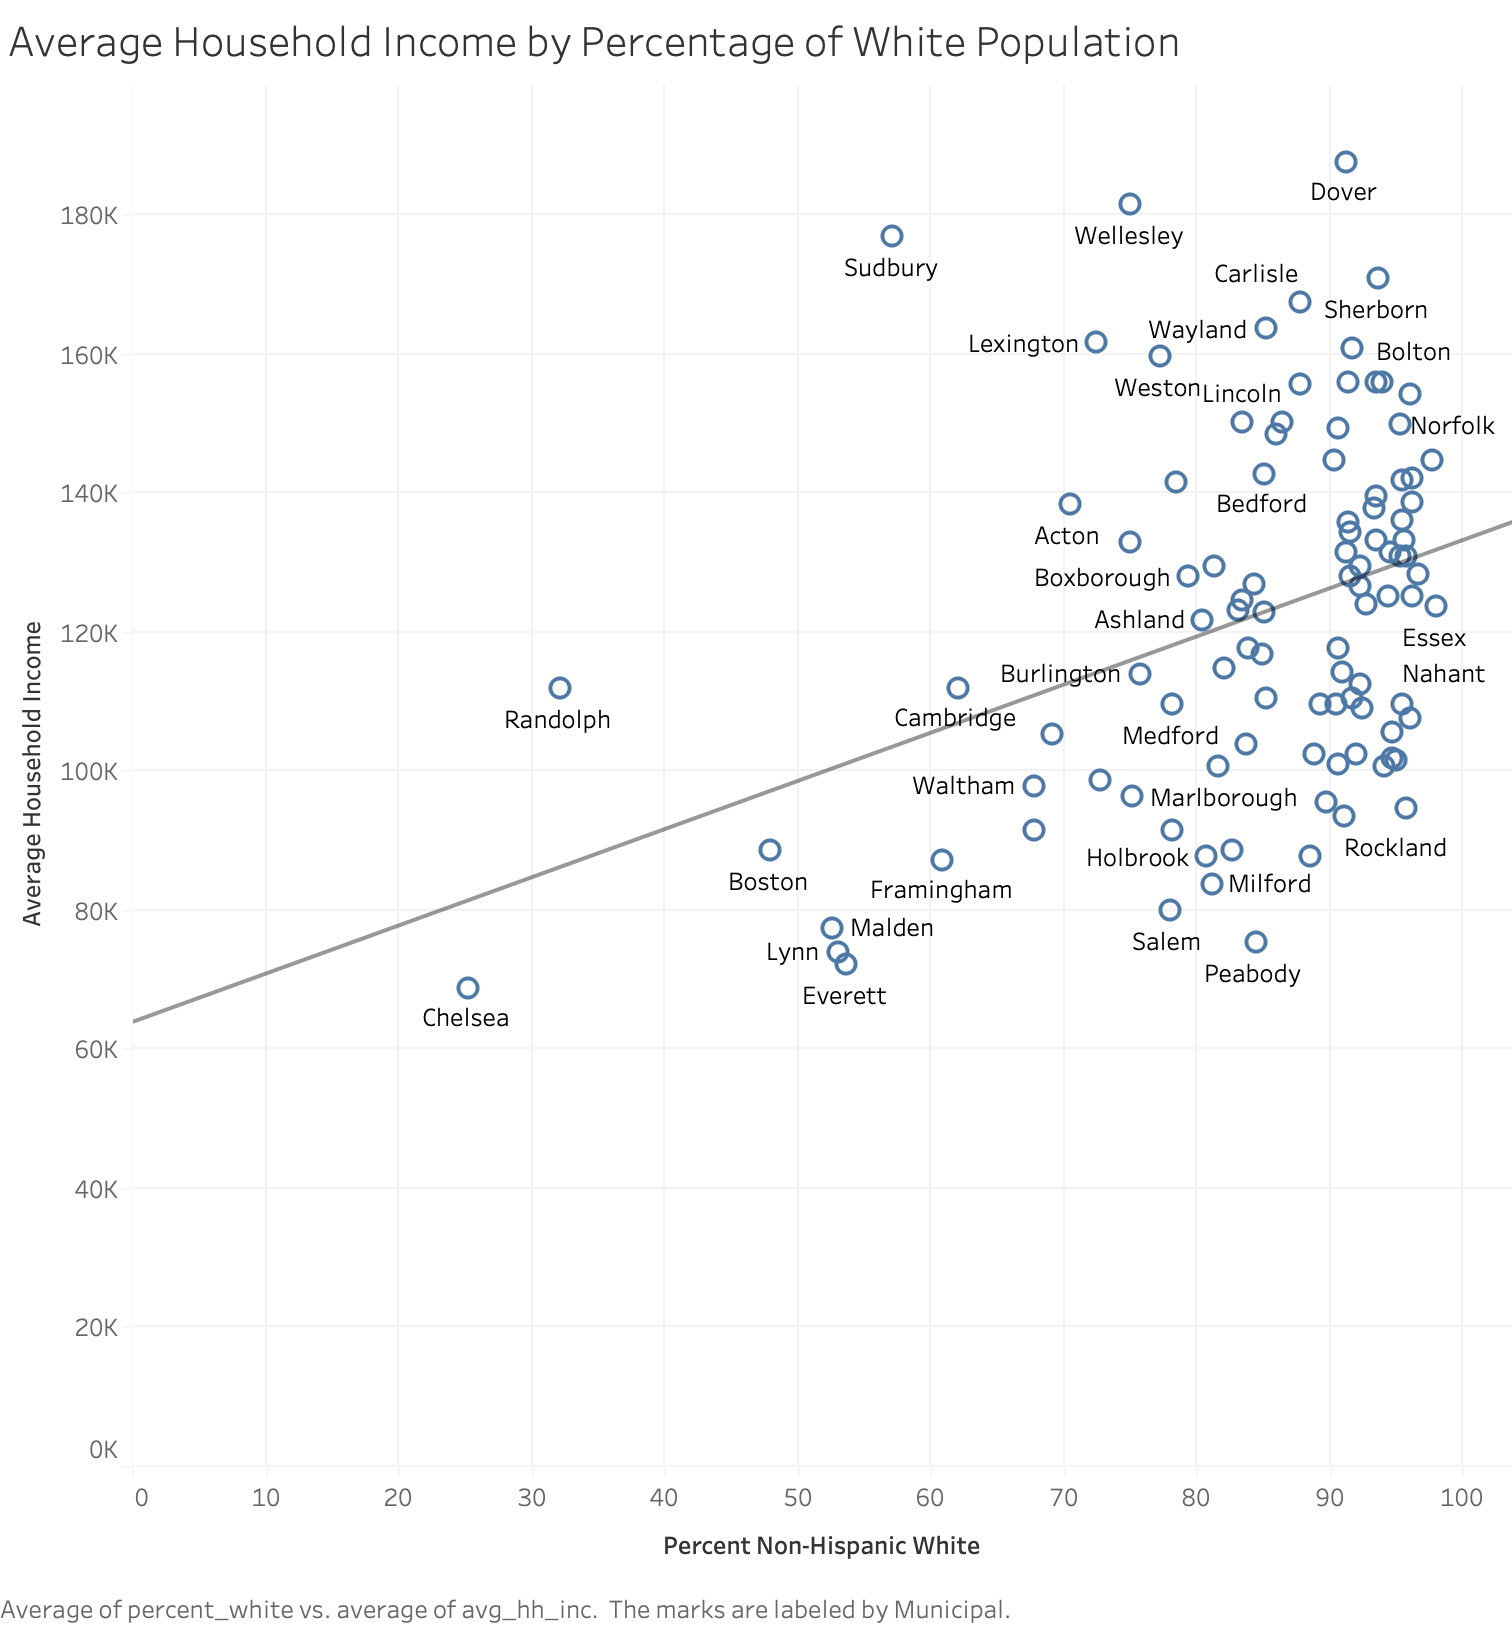 Average Household Income by Percentage of White Population
180K
160K
140K
120K
100K
80K
60K
40K
20K
0K
Average Household Income
Dover
Wellesley
Sudbury
Carlisle
Sherborn
Wayland
Lexington
Bolton
Weston
Lincoln
Norfolk
Bedford
Acton
Boxborough
Ashland
Essex
Burlington
Nahant
Randolph
Cambridge
Medford
Waltham
Marlborough
Rockland
Holbrook
Boston
Milford
Framingham
Malden
Salem
Lynn
Peabody
Everett
Chelsea
0 10 20 30 40 50 60 70 80 90 100
Percent Non-Hispanic White
Average of percent_white vs. average of avg_hh_inc. The marks are labeled by Municipal.